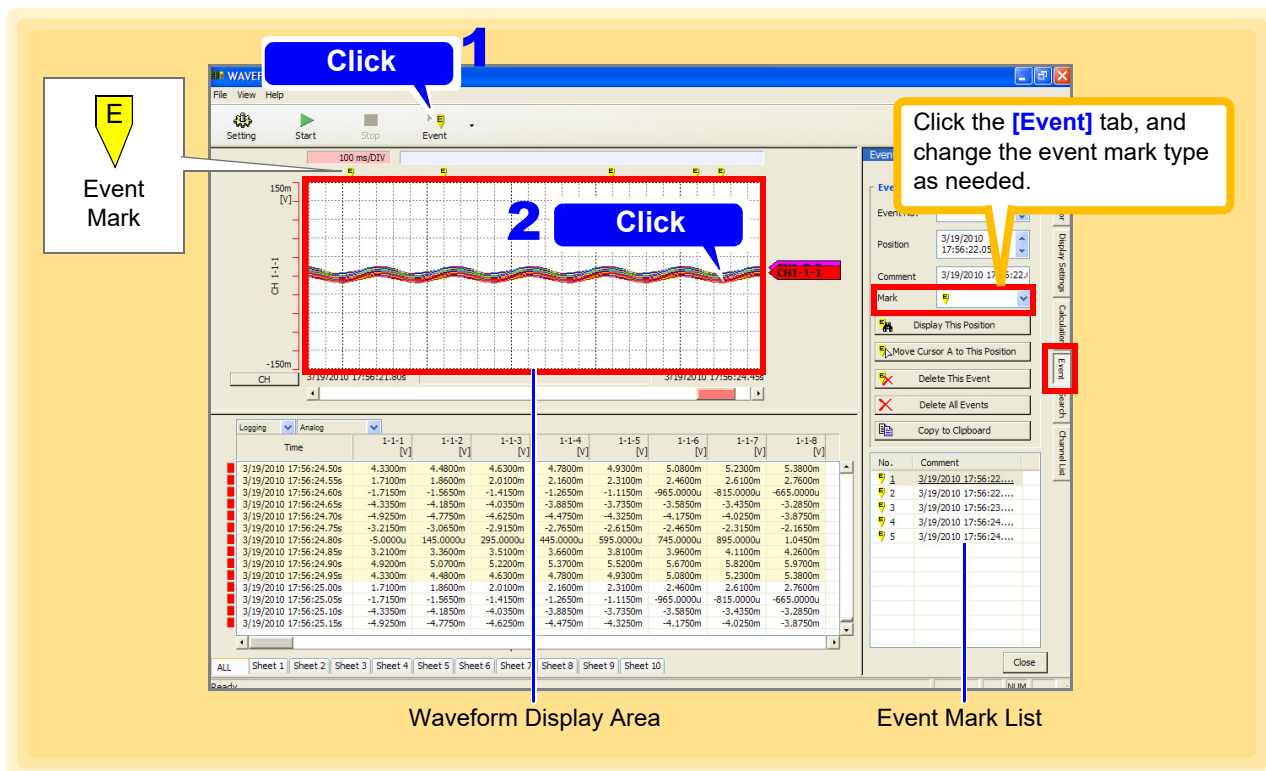 1
Click
WAVEF
File View Help
Setting Start Stop Event
E
Event
Mark
Click the [Event] tab, and
change the event mark type
as needed.
100 ms/DIV
150m
[V]
CH 1-1-1
-150m
2
Click
CH1-1-1
CH
3/19/2010 17:56:21.80s 3/19/2010 17:56:24.45s
Position 3/19/2010
17:56:22.05
Comment 3/19/2010 17:56:22.
Mark
Display This Position
Move Cursor A to This Position
Delete This Event
Delete All Events
Copy to Clipboard
Display Settings
Calculation
Event
Search
Channel List
No. Comment
1 3/19/2010 17:56:22....
2 3/19/2010 17:56:22....
3 3/19/2010 17:56:23....
4 3/19/2010 17:56:24....
5 3/19/2010 17:56:24....
Close
Logging Analog
Time 1-1-1 1-1-2 1-1-3 1-1-4 1-1-5 1-1-6 1-1-7 1-1-8
[V] [V] [V] [V] [V] [V] [V] [V]
3/19/2010 17:56:24.50s 4.3300m 4.4800m 4.6300m 4.7800m 4.9300m 5.0800m 5.2300m 5.3800m
3/19/2010 17:56:24.55s 1.7100m 1.8600m 2.0100m 2.1600m 2.3100m 2.4600m 2.6100m 2.7600m
3/19/2010 17:56:24.60s -1.7150m -1.5650m -1.4150m -1.2650m -1.1150m -965.0000u -815.0000u -665.0000u
3/19/2010 17:56:24.65s -4.3350m -4.1850m -4.0350m -3.8850m -3.7350m -3.5850m -3.4350m -3.2850m
3/19/2010 17:56:24.70s -4.9250m -4.7750m -4.6250m -4.4750m -4.3250m -4.1750m -4.0250m -3.8750m
3/19/2010 17:56:24.75s -3.2150m -3.0650m -2.9150m -2.7650m -2.6150m -2.4650m -2.3150m -2.1650m
3/19/2010 17:56:24.80s -5.0000u 145.0000u 295.0000u 445.0000u 595.0000u 745.0000u 895.0000u 1.0450m
3/19/2010 17:56:24.85s 3.2100m 3.3600m 3.5100m 3.6600m 3.8100m 3.9600m 4.1100m 4.2600m
3/19/2010 17:56:24.90s 4.9200m 5.0700m 5.2200m 5.3700m 5.5200m 5.6700m 5.8200m 5.9700m
3/19/2010 17:56:24.95s 4.3300m 4.4800m 4.6300m 4.7800m 4.9300m 5.0800m 5.2300m 5.3800m
3/19/2010 17:56:25.00s 1.7100m 1.8600m 2.0100m 2.1600m 2.3100m 2.4600m 2.6100m 2.7600m
3/19/2010 17:56:25.05s -1.7150m -1.5650m -1.4150m -1.2650m -1.1150m -965.0000u -815.0000u -665.0000u
3/19/2010 17:56:25.10s -4.3350m -4.1850m -4.0350m -3.8850m -3.7350m -3.5850m -3.4350m -3.2850m
3/19/2010 17:56:25.15s -4.9250m -4.7750m -4.6250m -4.4750m -4.3250m -4.1750m -4.0250m -3.8750m
ALL Sheet 1 Sheet 2 Sheet 3 Sheet 4 Sheet 5 Sheet 6 Sheet 7 Sheet 8 Sheet 9 Sheet 10
Ready NUM
Waveform Display Area
Event Mark List